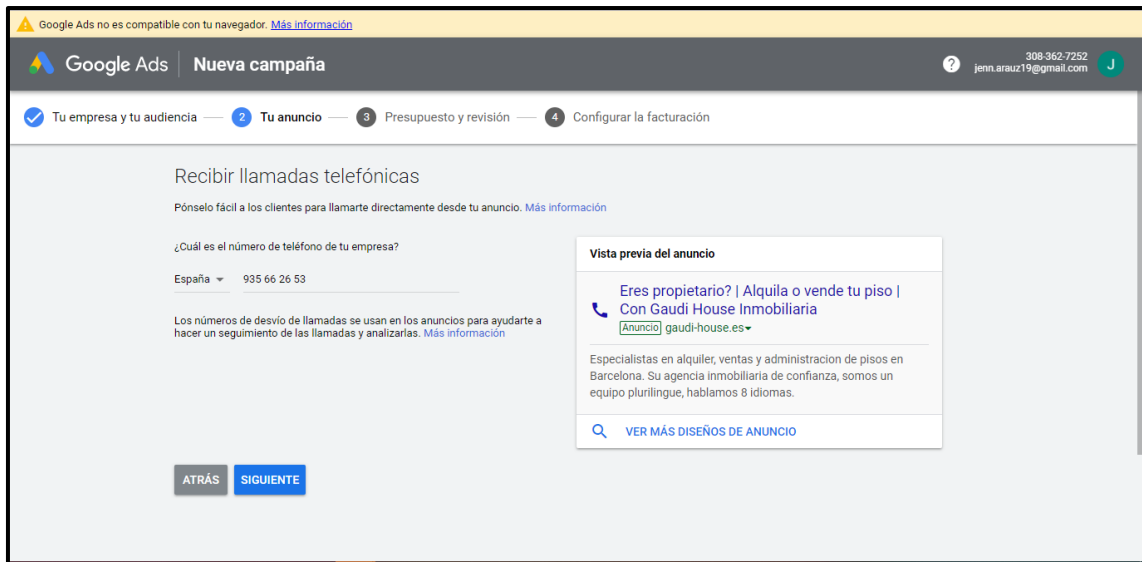 Google Ads no es compatible con tu navegador. Más información
Google Ads Nueva campaña
308-362-7252
jenn.arauz19@gmail.com
J
Tu empresa y tu audiencia
2 Tu anuncio
3 Presupuesto y revisión
4 Configurar la facturación
Recibir llamadas telefónicas
Pónselo fácil a los clientes para llamarte directamente desde tu anuncio. Más información
¿Cuál es el número de teléfono de tu empresa?
España 935 66 26 53
Los números de desvío de llamadas se usan en los anuncios para ayudarte a
hacer un seguimiento de las llamadas y analizarlas. Más información
Vista previa del anuncio
Eres propietario? | Alquila o vende tu piso |
Con Gaudi House Inmobiliaria
Anuncio gaudi-house.es
Especialistas en alquiler, ventas y administracion de pisos en
Barcelona. Su agencia inmobiliaria de confianza, somos un
equipo plurilingue, hablamos 8 idiomas.
VER MÁS DISEÑOS DE ANUNCIO
ATRÁS SIGUIENTE